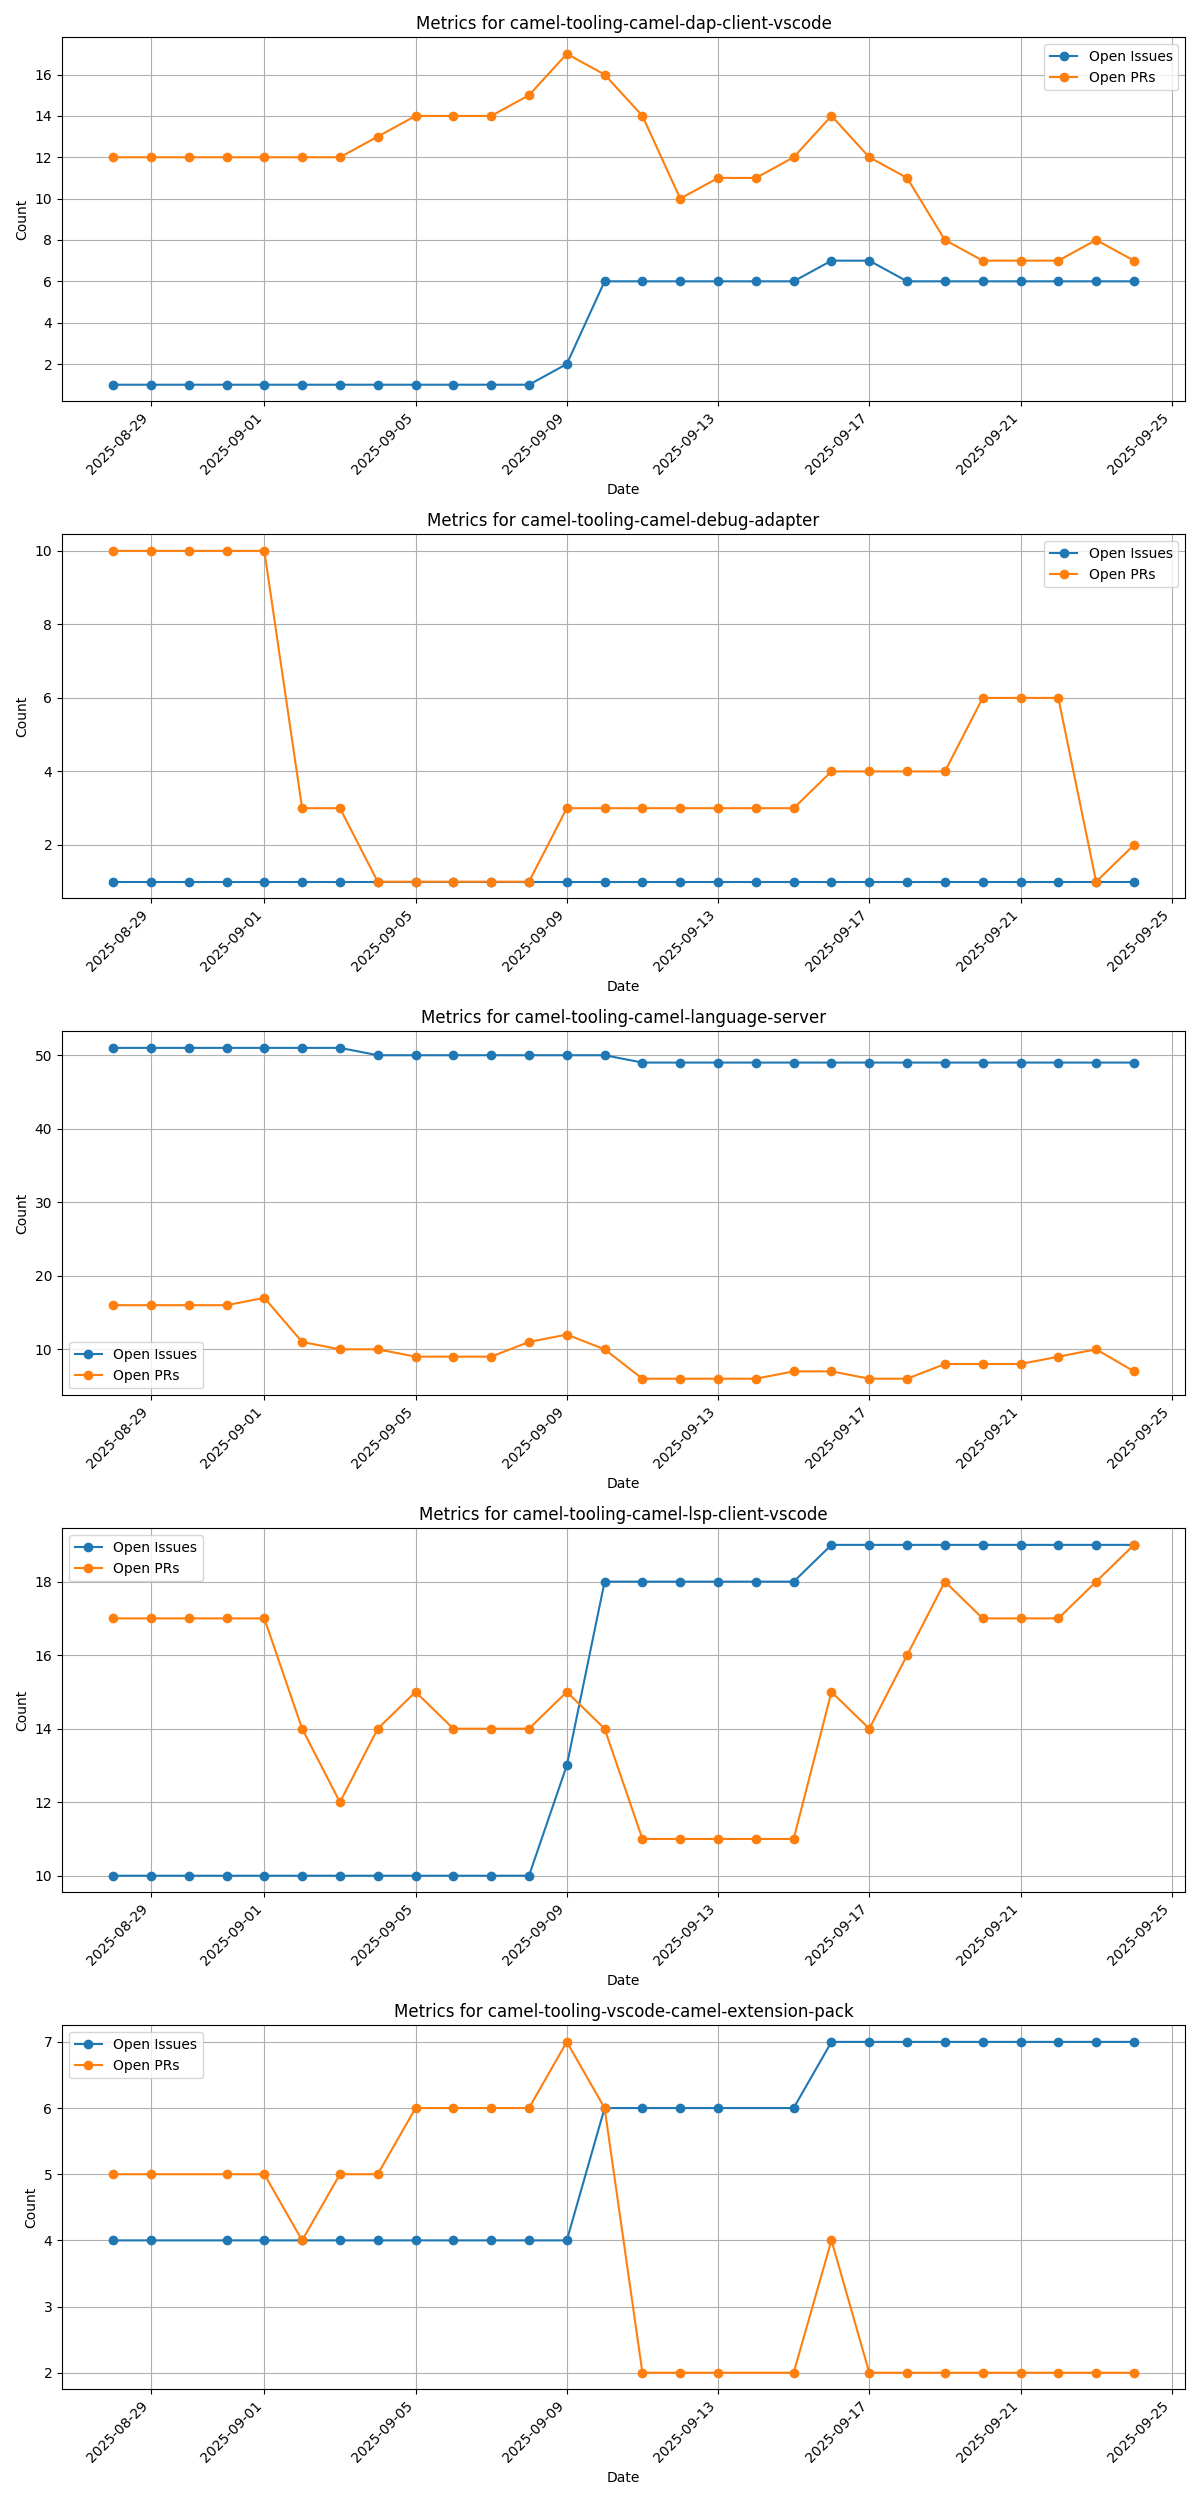 Metrics for camel-tooling-camel-dap-client-vscode
Open Issues
Open PRs
16
14
12
10
8
6
4
2
Count
2025-08-29
2025-09-01
2025-09-05
2025-09-09
2025-09-13
2025-09-17
2025-09-21
2025-09-25
Date
Metrics for camel-tooling-camel-debug-adapter
Open Issues
Open PRs
10
8
6
4
2
Count
2025-08-29
2025-09-01
2025-09-05
2025-09-09
2025-09-13
2025-09-17
2025-09-21
2025-09-25
Date
Metrics for camel-tooling-camel-language-server
50
40
30
20
10
Count
Open Issues
Open PRs
2025-08-29
2025-09-01
2025-09-05
2025-09-09
2025-09-13
2025-09-17
2025-09-21
2025-09-25
Date
Metrics for camel-tooling-camel-lsp-client-vscode
Open Issues
Open PRs
18
16
14
12
10
Count
2025-08-29
2025-09-01
2025-09-05
2025-09-09
2025-09-13
2025-09-17
2025-09-21
2025-09-25
Date
Metrics for camel-tooling-vscode-camel-extension-pack
Open Issues
Open PRs
7
6
5
4
3
2
Count
2025-08-29
2025-09-01
2025-09-05
2025-09-09
2025-09-13
2025-09-17
2025-09-21
2025-09-25
Date